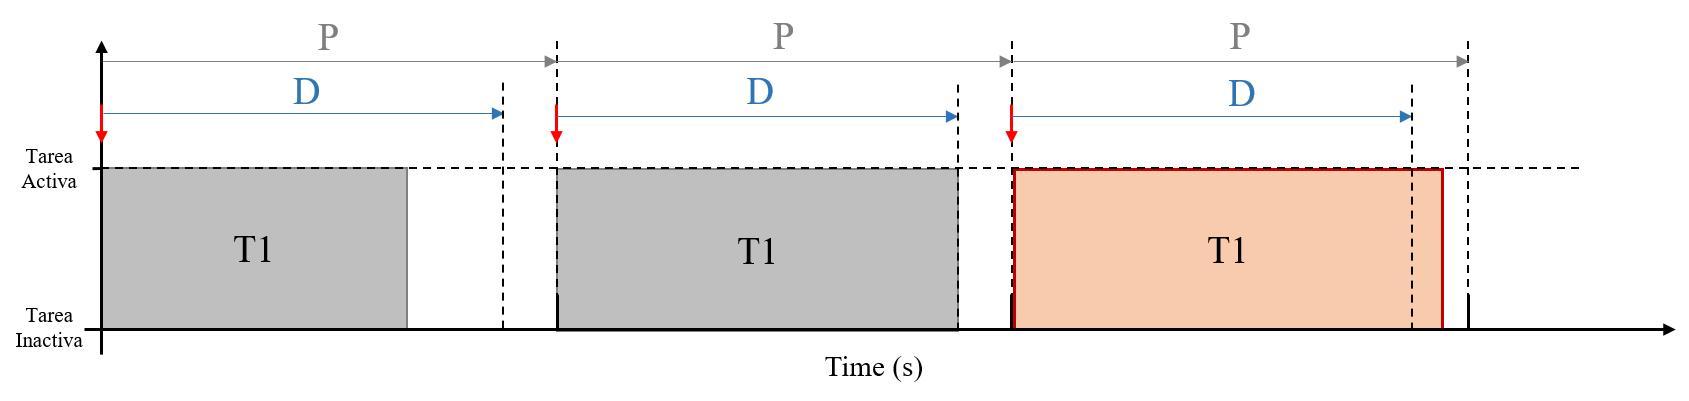 P
P
P
D
D
D
Tarea
Activa
T1
T1
T1
Tarea
Inactiva
Time (s)